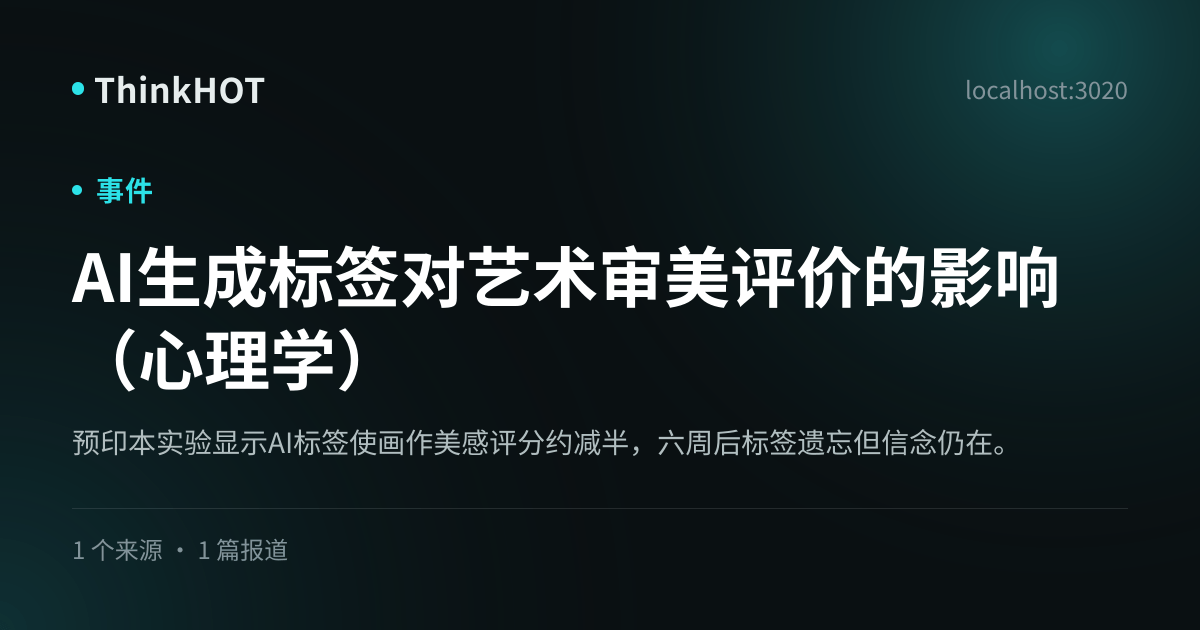 ThinkHOT
localhost:3020
事件
AI生成标签对艺术审美评价的影响
（心理学）
预印本实验显示AI标签使画作美感评分约减半，六周后标签遗忘但信念仍在。
1 个来源 · 1 篇报道